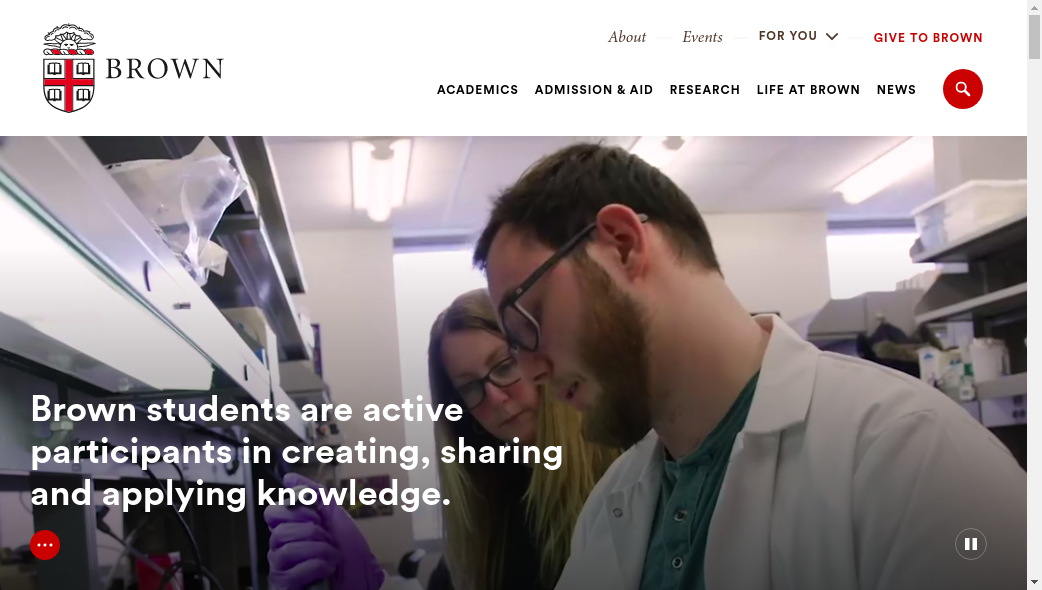 BROWN
About
Events
FOR YOU
GIVE TO BROWN
ACADEMICS
ADMISSION & AID
RESEARCH
LIFE AT BROWN
NEWS
Brown students are active
participants in creating, sharing
and applying knowledge.